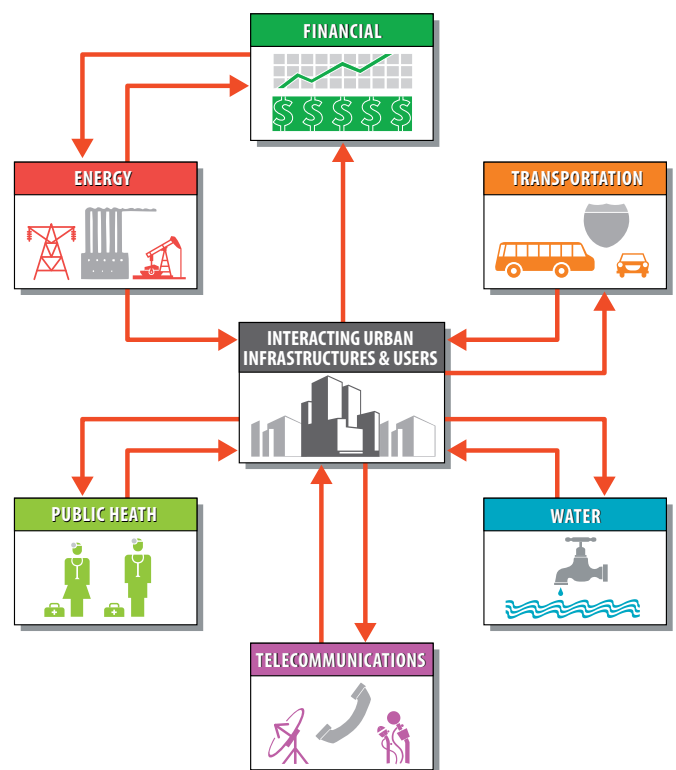 FINANCIAL
$ $ $ $ $
ENERGY
TRANSPORTATION
INTERACTING URBAN
INFRASTRUCTURES & USERS
PUBLIC HEATH
WATER
TELECOMMUNICATIONS